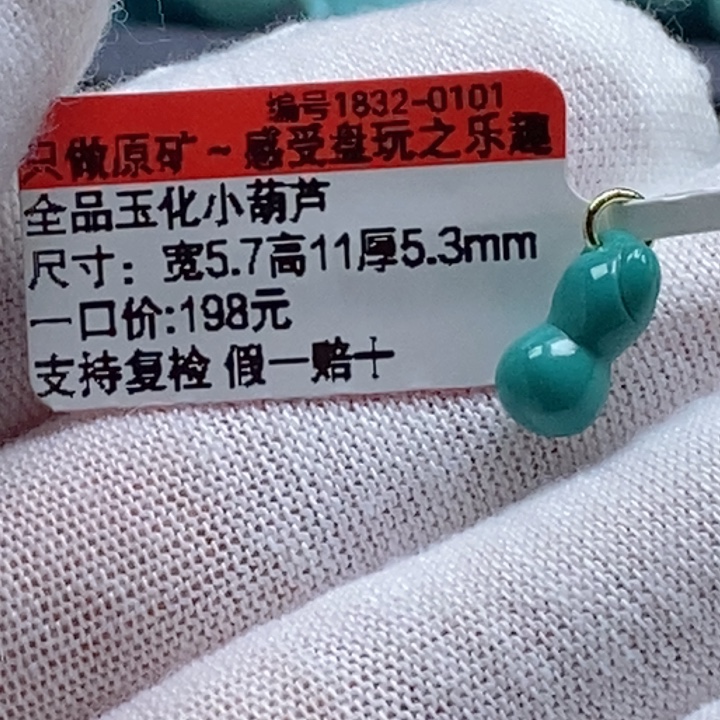 编号1832-0101
只做原矿~感受盘玩之乐趣
全品玉化小葫芦
尺寸：宽5.7高11厚5.3mm
一口价:198元
支持复检 假一赔十